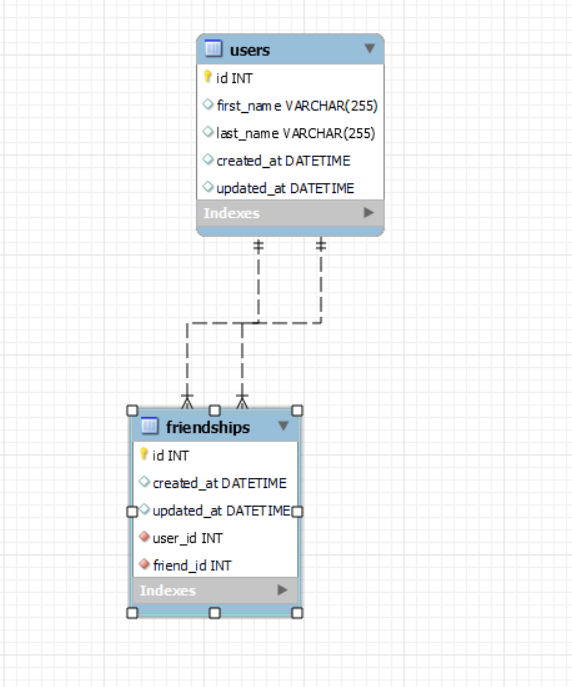 users
id INT
first_name VARCHAR(255)
last_name VARCHAR(255)
created_at DATETIME
updated_at DATETIME
Indexes
friendships
id INT
created_at DATETIME
updated_at DATETIME
user_id INT
friend_id INT
Indexes